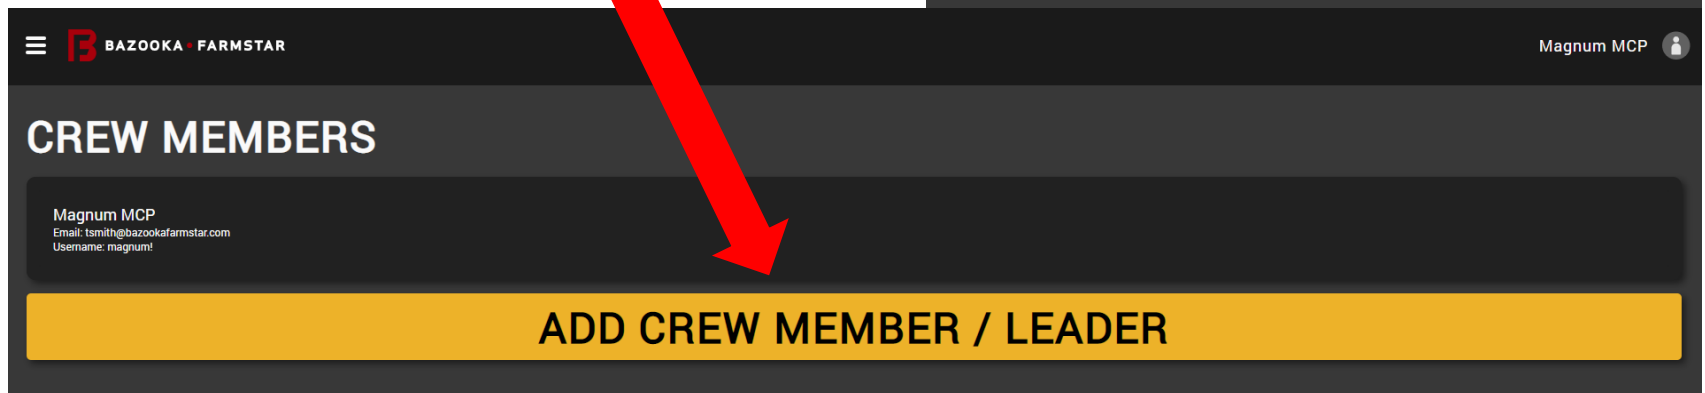 BAZOOKA • FARMSTAR
Magnum MCP
CREW MEMBERS
Magnum MCP
Email: tsmith@bazookafarmstar.com
Username: magnum!
ADD CREW MEMBER / LEADER